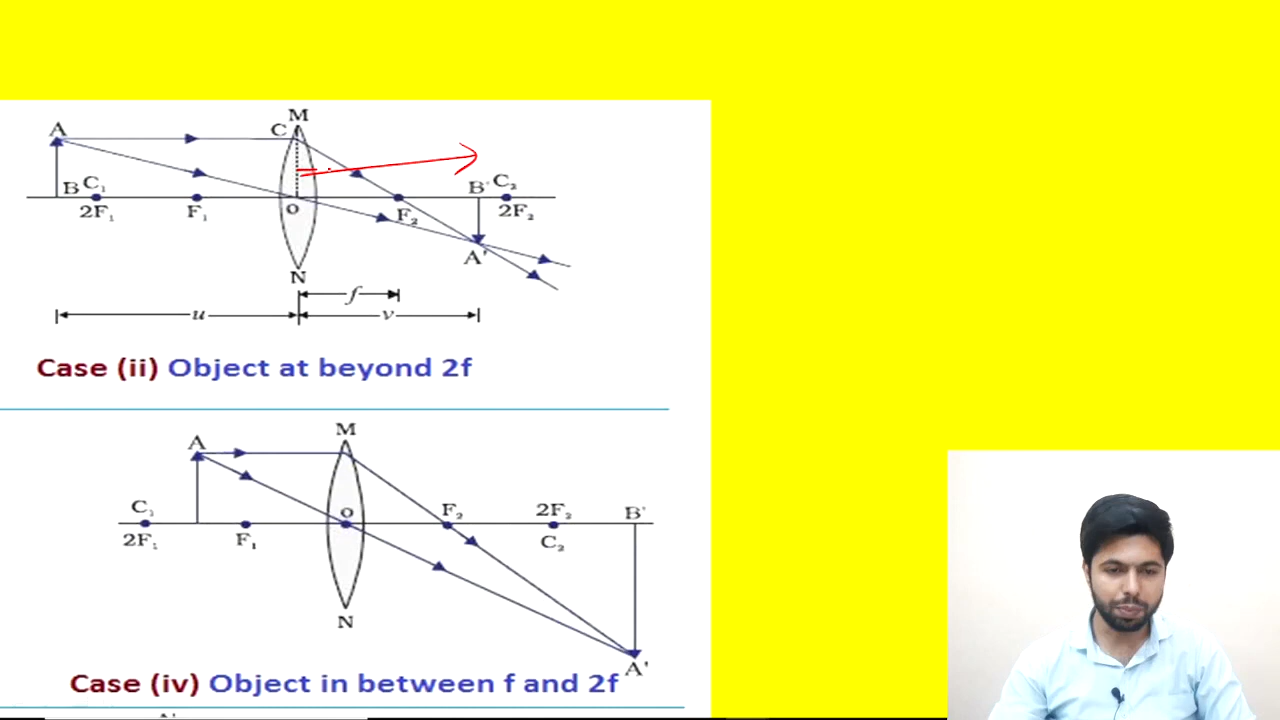 M
A C
B C₁ B' C₂
2F₁ F₁ O F₂ 2F₂
A'
N
f
u v
Case (ii) Object at beyond 2f
M
A
C₁ O F₂ 2F₂ B'
2F₁ F₁ C₂
N
A'
Case (iv) Object in between f and 2f